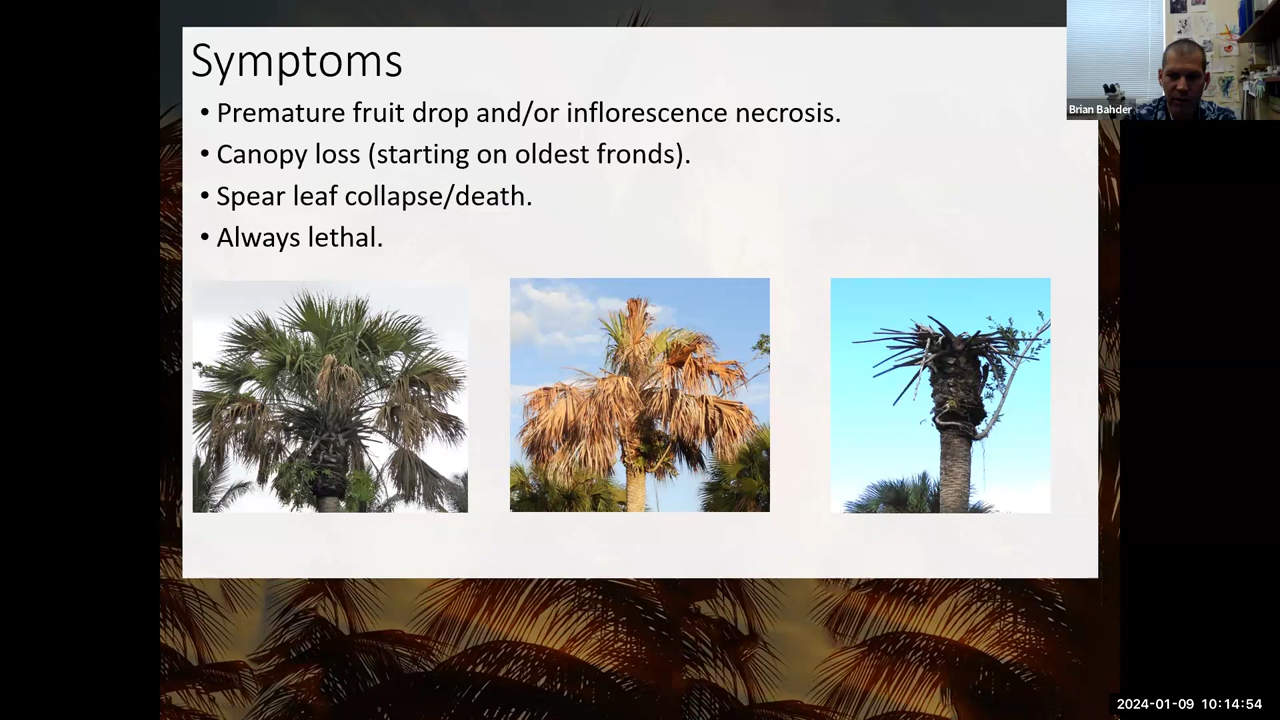 Symptoms
• Premature fruit drop and/or inflorescence necrosis.
• Canopy loss (starting on oldest fronds).
• Spear leaf collapse/death.
• Always lethal.
Brian Bahder
2024-01-09 10:14:54